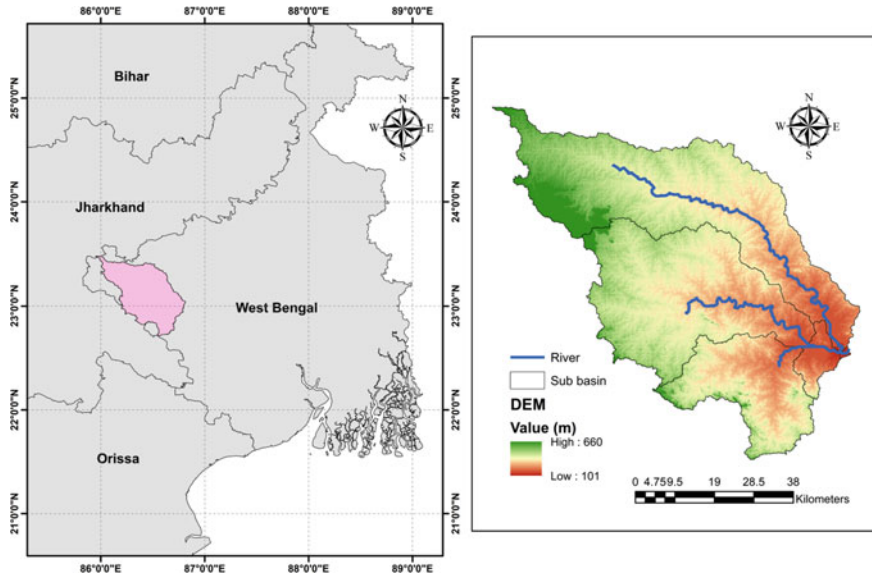 86°0'0"E 87°0'0"E 88°0'0"E 89°0'0"E
25°0'0"N
24°0'0"N
23°0'0"N
22°0'0"N
21°0'0"N
Bihar
N
W E
S
Jharkhand
West Bengal
Orissa
25°0'0"N
24°0'0"N
23°0'0"N
22°0'0"N
21°0'0"N
86°0'0"E 87°0'0"E 88°0'0"E 89°0'0"E
N
W E
S
River
Sub basin
DEM
Value (m)
High : 660
Low : 101
0 4.759.5 19 28.5 38
Kilometers